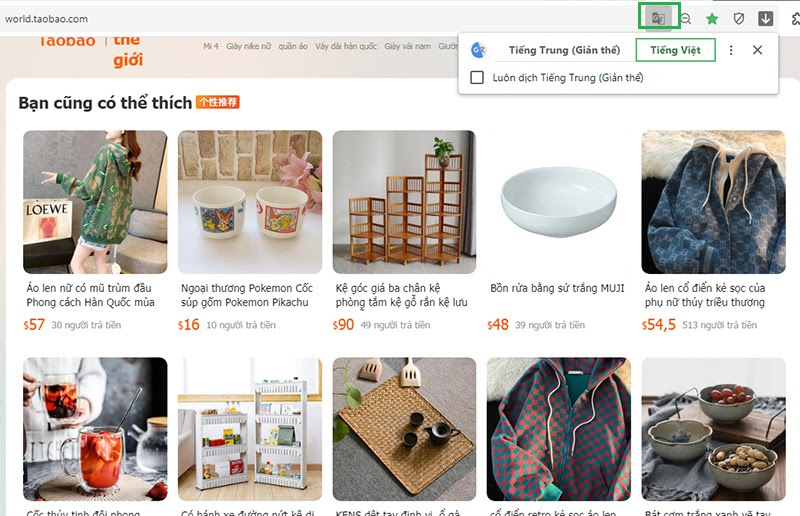 world.taobao.com
Taobao
thế
giới
Mi 4 Giày nike nữ quần áo Váy dài hàn quốc Giày vải nam Giườn
Tiếng Trung (Giản thể)
Tiếng Việt
Luôn dịch Tiếng Trung (Giản thể)
Bạn cũng có thể thích
个性推荐
LOEWE
Áo len nữ có mũ trùm đầu
Phong cách Hàn Quốc mùa
$57 30 người trả tiền
Ngoại thương Pokemon Cốc
súp gốm Pokemon Pikachu
$16 10 người trả tiền
Kệ góc giá ba chân kệ
phòng tắm kệ gỗ rắn kệ lưu
$90 49 người trả tiền
Bồn rửa bằng sứ trắng MUJI
$48 39 người trả tiền
Áo len cổ điển kẻ sọc của
phụ nữ thủy triều thương
$54,5 513 người trả tiền
Cốc thủy tinh đôi phong
Có bánh xe đường nứt kệ di
KENS dệt tay định vị, ổ gà
cổ điển retro kẻ sọc áo len
Bát cơm trắng xanh vẽ tay